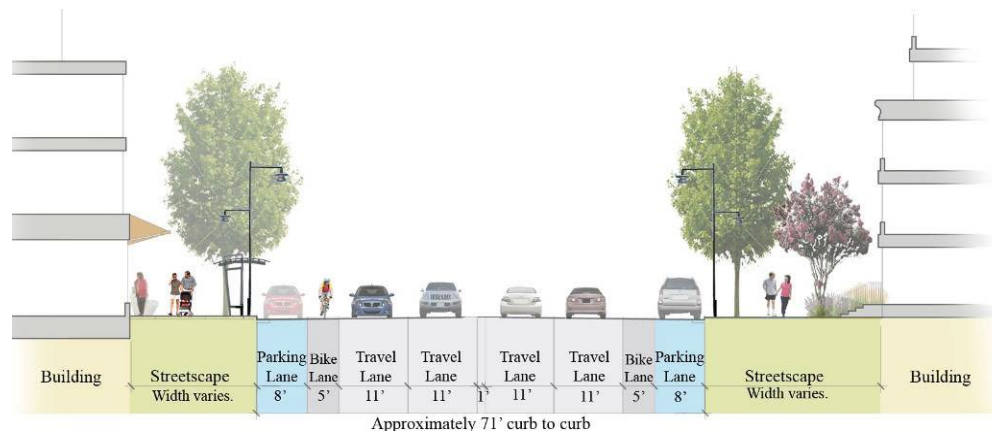 Building
Streetscape
Width varies.
Parking
Lane
8'
Bike
Lane
5'
Travel
Lane
11'
Travel
Lane
11'
1'
Travel
Lane
11'
Travel
Lane
11'
Bike
Lane
5'
Parking
Lane
8'
Streetscape
Width varies.
Building
Approximately 71' curb to curb